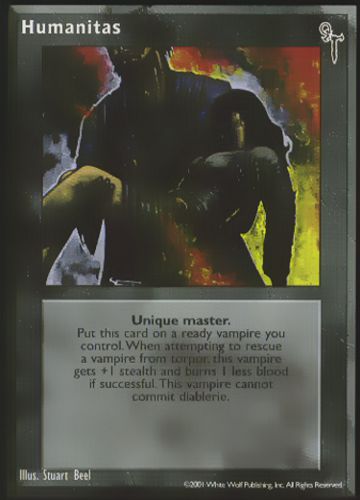 Humanitas
Unique master.
Put this card on a ready vampire you
control. When attempting to rescue
a vampire from torpor, this vampire
gets +1 stealth and burns 1 less blood
if successful. This vampire cannot
commit diablerie.
Illus. Stuart Beel
©2001 White Wolf Publishing, Inc. All Rights Reserved.